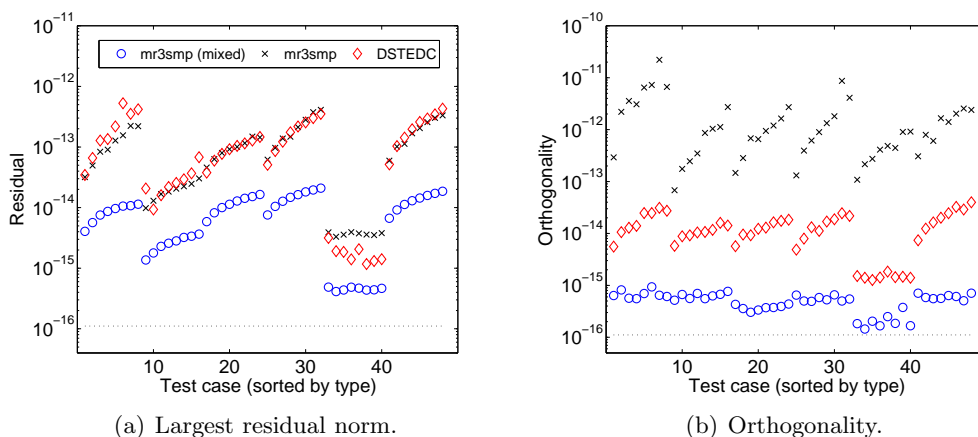 10^-11
mr3smp (mixed) mr3smp DSTEDC
10^-12
10^-13
10^-14
10^-15
10^-16
Residual
10 20 30 40
Test case (sorted by type)
(a) Largest residual norm.
10^-10
10^-11
10^-12
10^-13
10^-14
10^-15
10^-16
Orthogonality
10 20 30 40
Test case (sorted by type)
(b) Orthogonality.